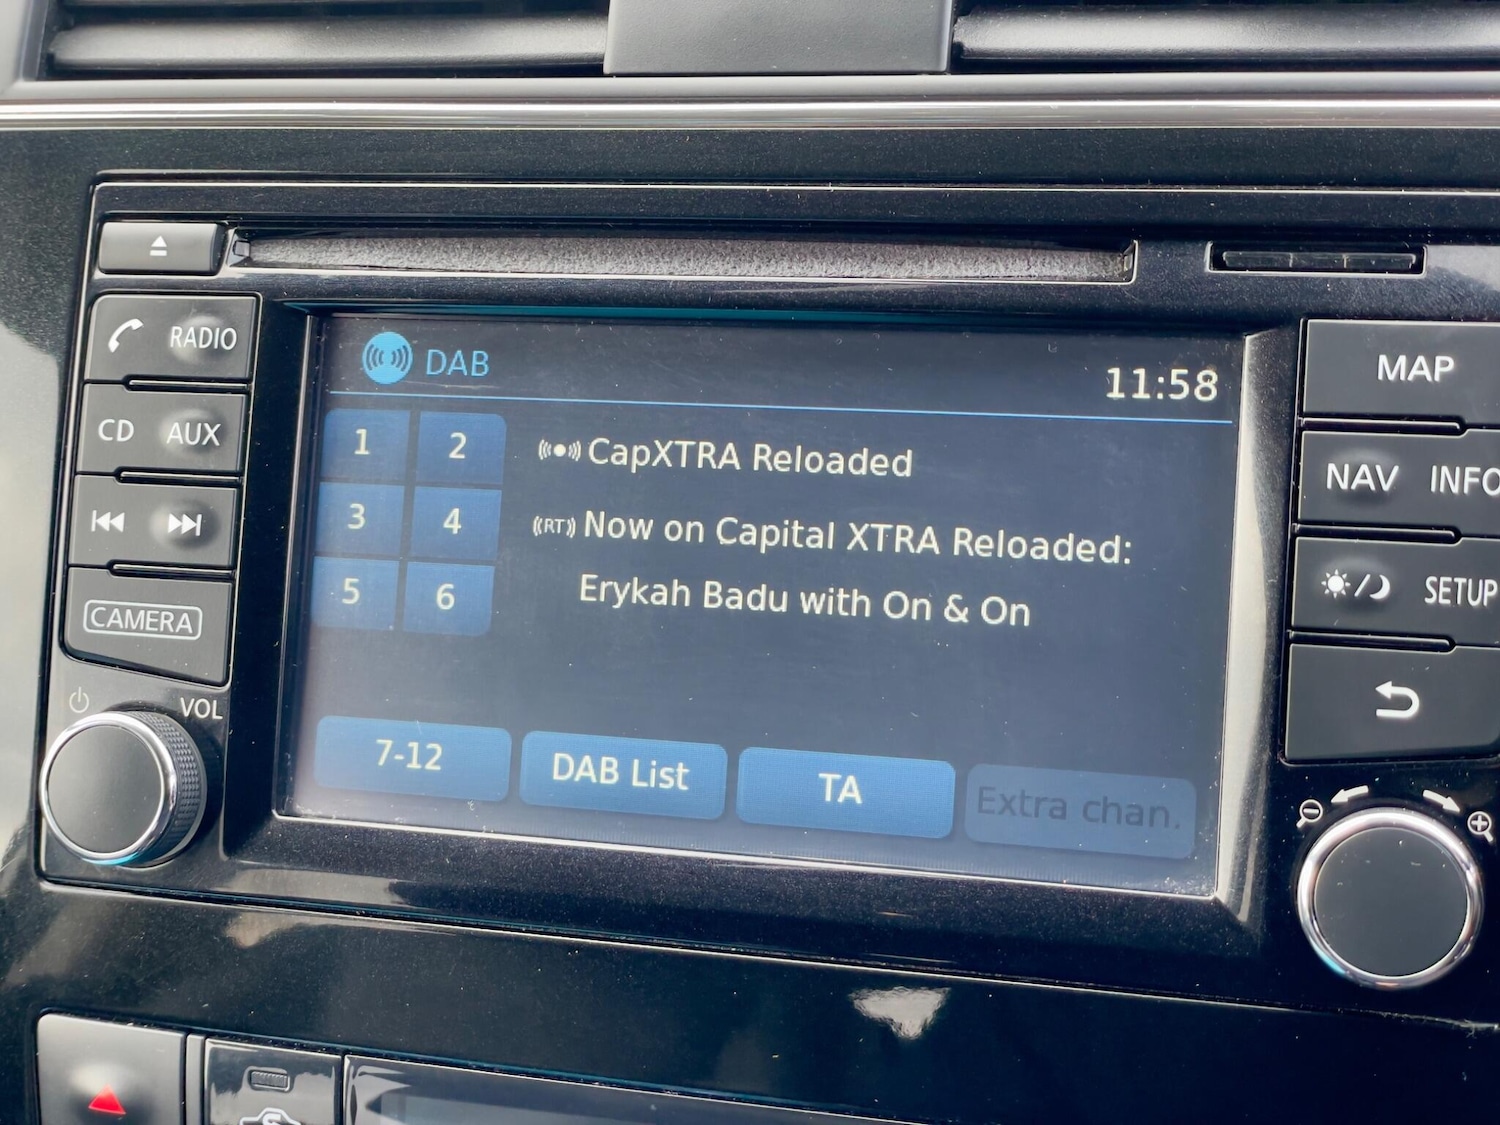 RADIO
CD AUX
CAMERA
VOL
DAB
11:58
1 2
3 4
5 6
CapXTRA Reloaded
RT Now on Capital XTRA Reloaded:
Erykah Badu with On & On
7-12 DAB List TA Extra chan.
MAP
NAV INFO
SETUP